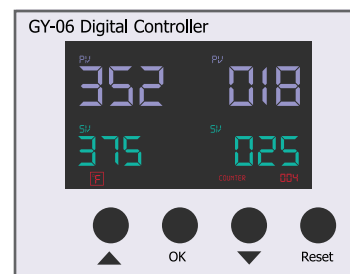 GY-06 Digital Controller
PV PV
352 018
SV SV
375 025
F COUNTER 004
OK Reset